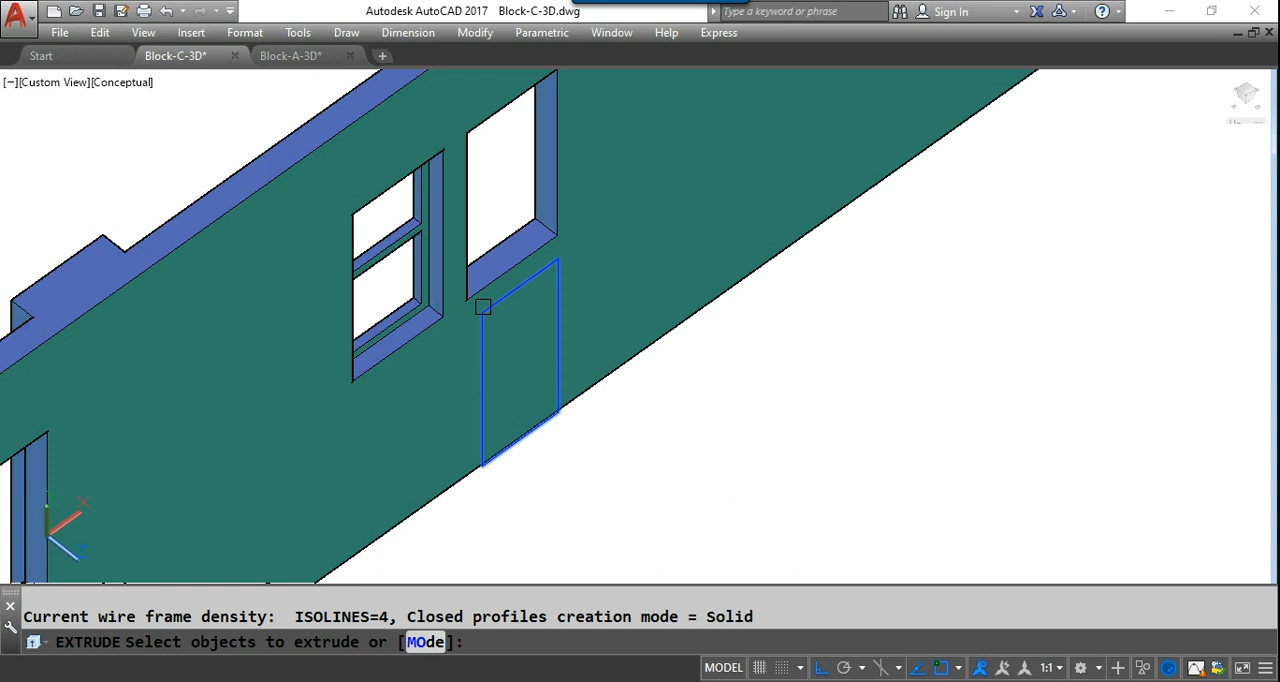 Autodesk AutoCAD 2017 Block-C-3D.dwg
Type a keyword or phrase
Sign In
File Edit View Insert Format Tools Draw Dimension Modify Parametric Window Help Express
Start Block-C-3D* Block-A-3D*
[−][Custom View][Conceptual]
X
Current wire frame density: ISOLINES=4, Closed profiles creation mode = Solid
EXTRUDE Select objects to extrude or [MOde]:
MODEL 1:1